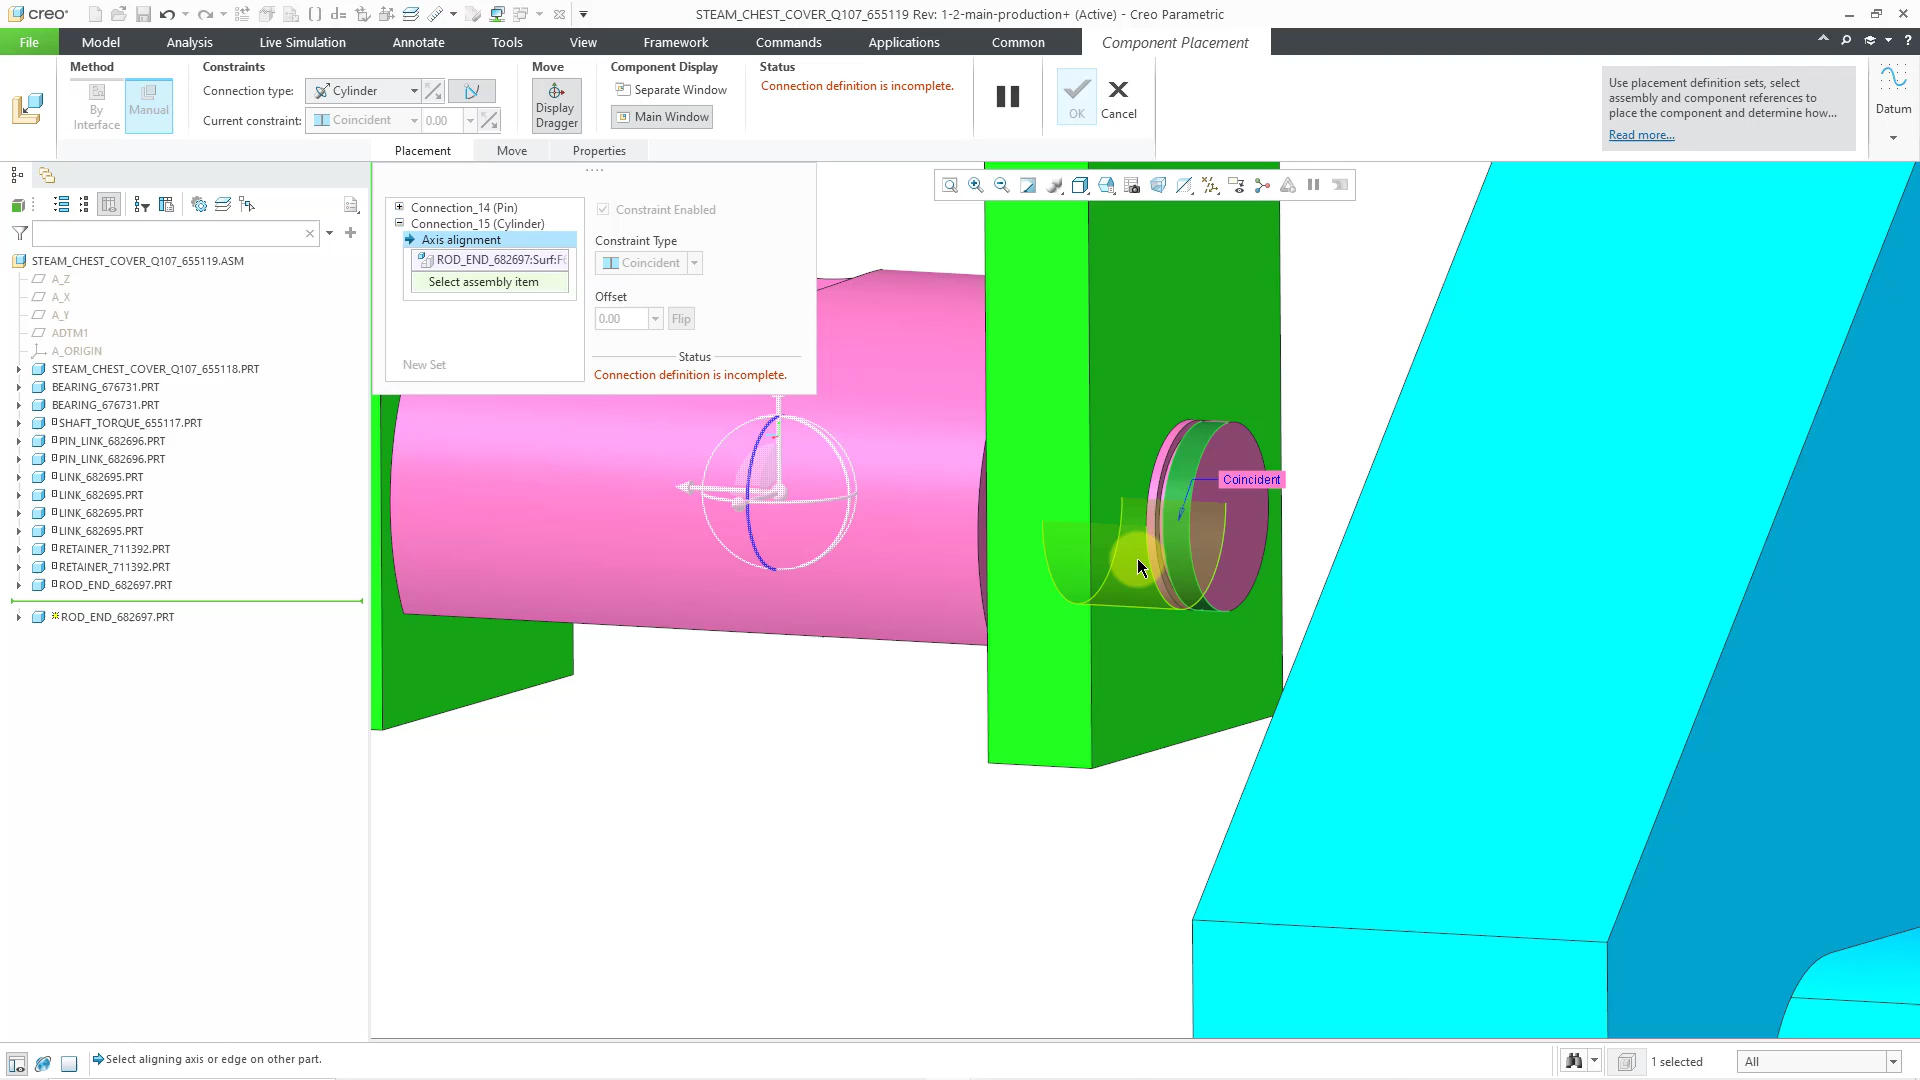 creo
STEAM_CHEST_COVER_Q107_655119 Rev: 1-2-main-production+ (Active) - Creo Parametric
File
Model
Analysis
Live Simulation
Annotate
Tools
View
Framework
Commands
Applications
Common
Component Placement
Method
Constraints
Move
Component Display
Status
By Interface
Manual
Connection type:
Cylinder
Current constraint:
Coincident
0.00
Display Dragger
Separate Window
Main Window
Connection definition is incomplete.
OK
Cancel
Use placement definition sets, select
assembly and component references to
place the component and determine how...
Read more...
Datum
Placement
Move
Properties
Connection_14 (Pin)
Connection_15 (Cylinder)
Axis alignment
ROD_END_682697:Surf:F
Select assembly item
New Set
Constraint Enabled
Constraint Type
Coincident
Offset
0.00
Flip
Status
Connection definition is incomplete.
STEAM_CHEST_COVER_Q107_655119.ASM
A_Z
A_X
A_Y
ADTM1
A_ORIGIN
STEAM_CHEST_COVER_Q107_655118.PRT
BEARING_676731.PRT
BEARING_676731.PRT
SHAFT_TORQUE_655117.PRT
PIN_LINK_682696.PRT
PIN_LINK_682696.PRT
LINK_682695.PRT
LINK_682695.PRT
LINK_682695.PRT
LINK_682695.PRT
RETAINER_711392.PRT
RETAINER_711392.PRT
ROD_END_682697.PRT
ROD_END_682697.PRT
Coincident
Select aligning axis or edge on other part.
1 selected
All